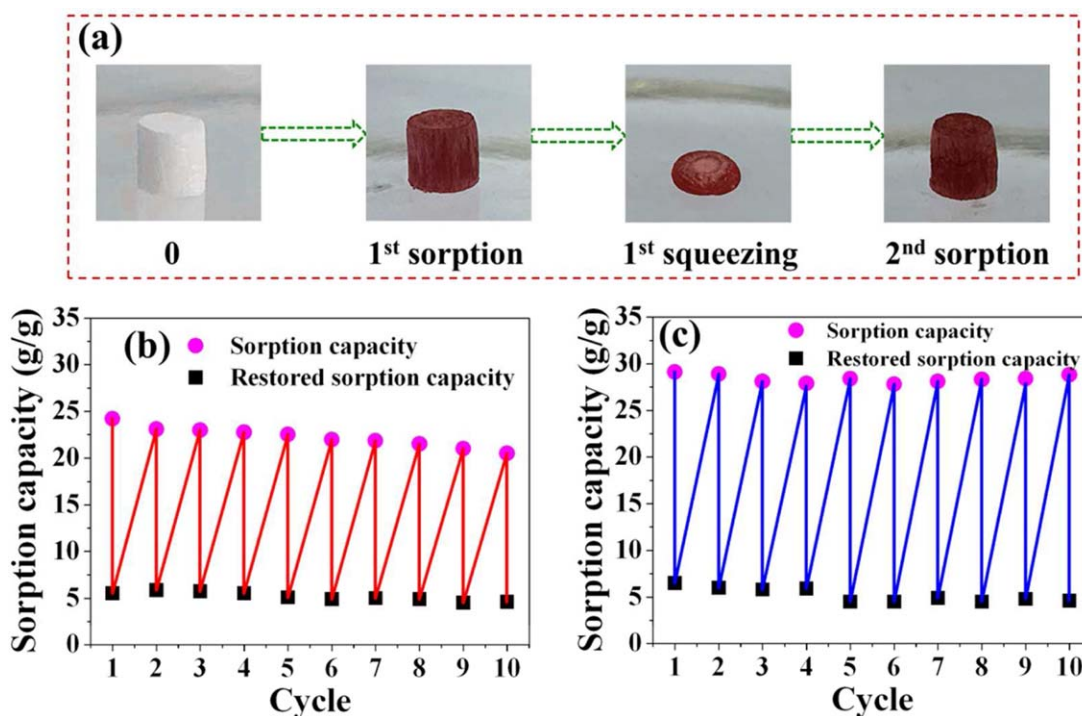 (a)
0
1st sorption
1st squeezing
2nd sorption
(b)
Sorption capacity
Restored sorption capacity
Sorption capacity (g/g)
35
30
25
20
15
10
5
0
1 2 3 4 5 6 7 8 9 10
Cycle
(c)
Sorption capacity
Restored sorption capacity
Sorption capacity (g/g)
35
30
25
20
15
10
5
0
1 2 3 4 5 6 7 8 9 10
Cycle